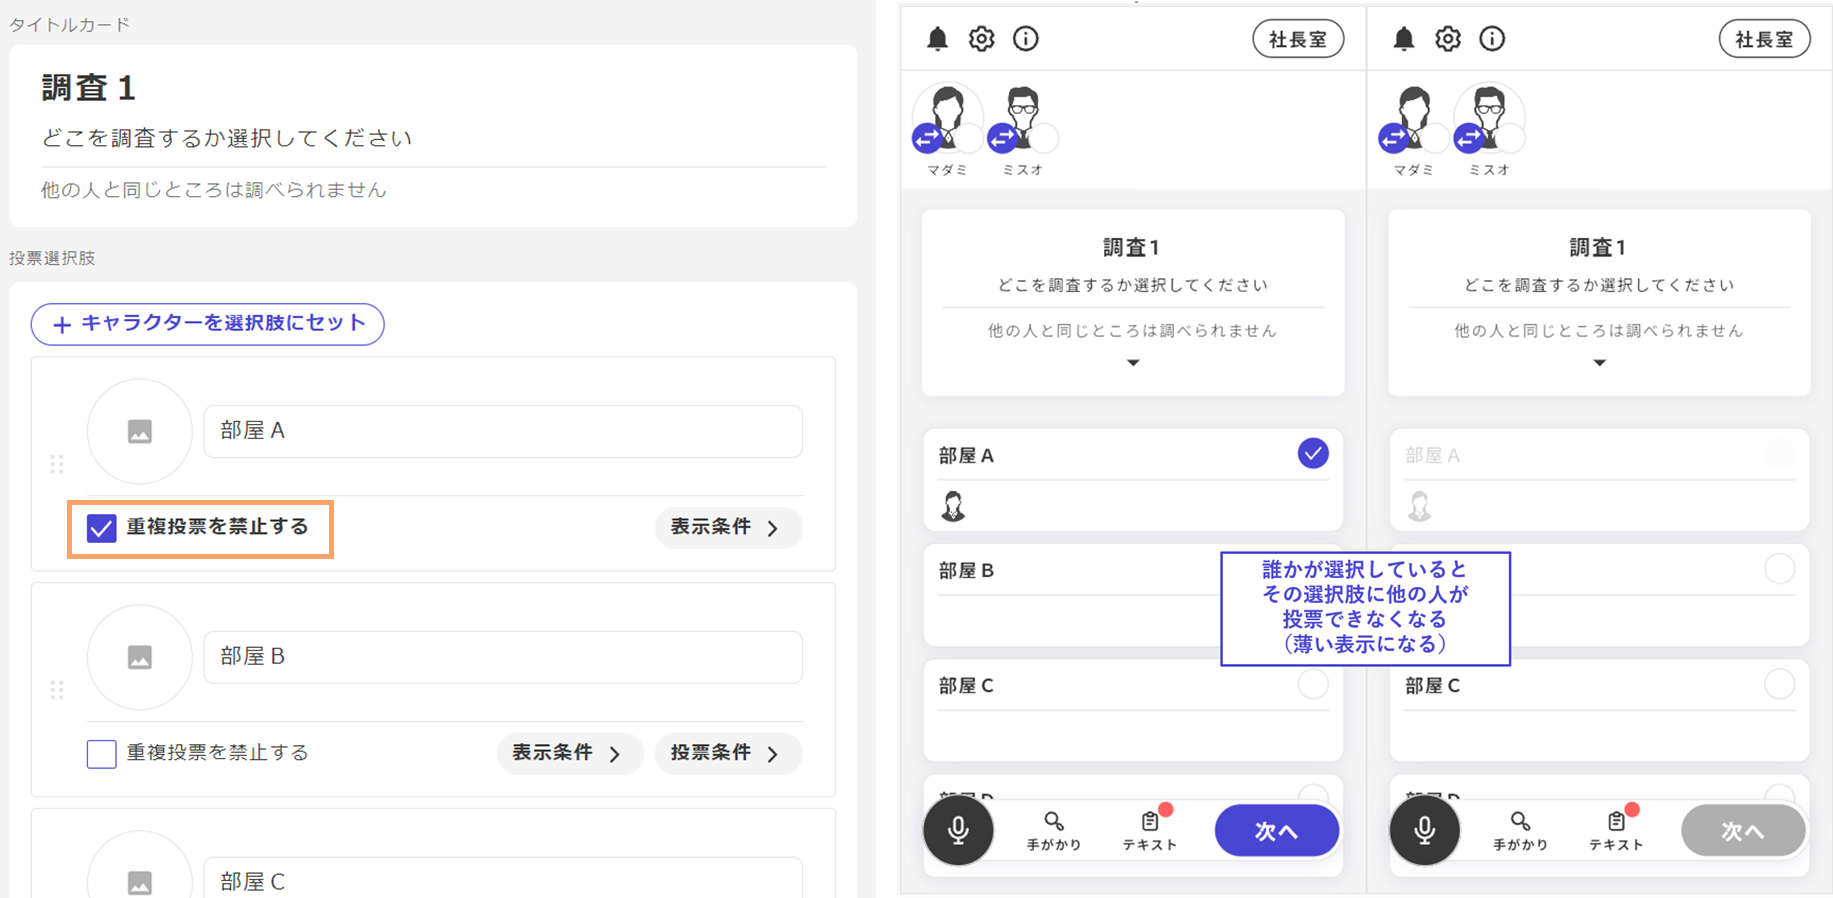 タイトルカード
調査 1
どこを調査するか選択してください
他の人と同じところは調べられません
投票選択肢
＋ キャラクターを選択肢にセット
部屋 A
重複投票を禁止する
表示条件
部屋 B
重複投票を禁止する
表示条件
投票条件
部屋 C
社長室
マダミ
ミスオ
調査1
どこを調査するか選択してください
他の人と同じところは調べられません
部屋 A
部屋 B
部屋 C
手がかり
テキスト
次へ
社長室
マダミ
ミスオ
調査1
どこを調査するか選択してください
他の人と同じところは調べられません
部屋 A
部屋 C
手がかり
テキスト
次へ
誰かが選択していると
その選択肢に他の人が
投票できなくなる
（薄い表示になる）